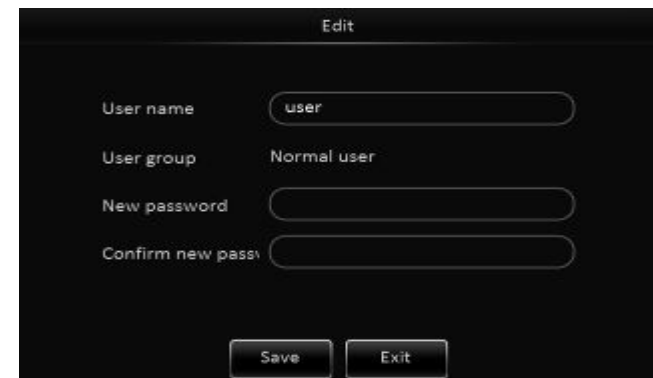 Edit
User name user
User group Normal user
New password
Confirm new pass
Save Exit